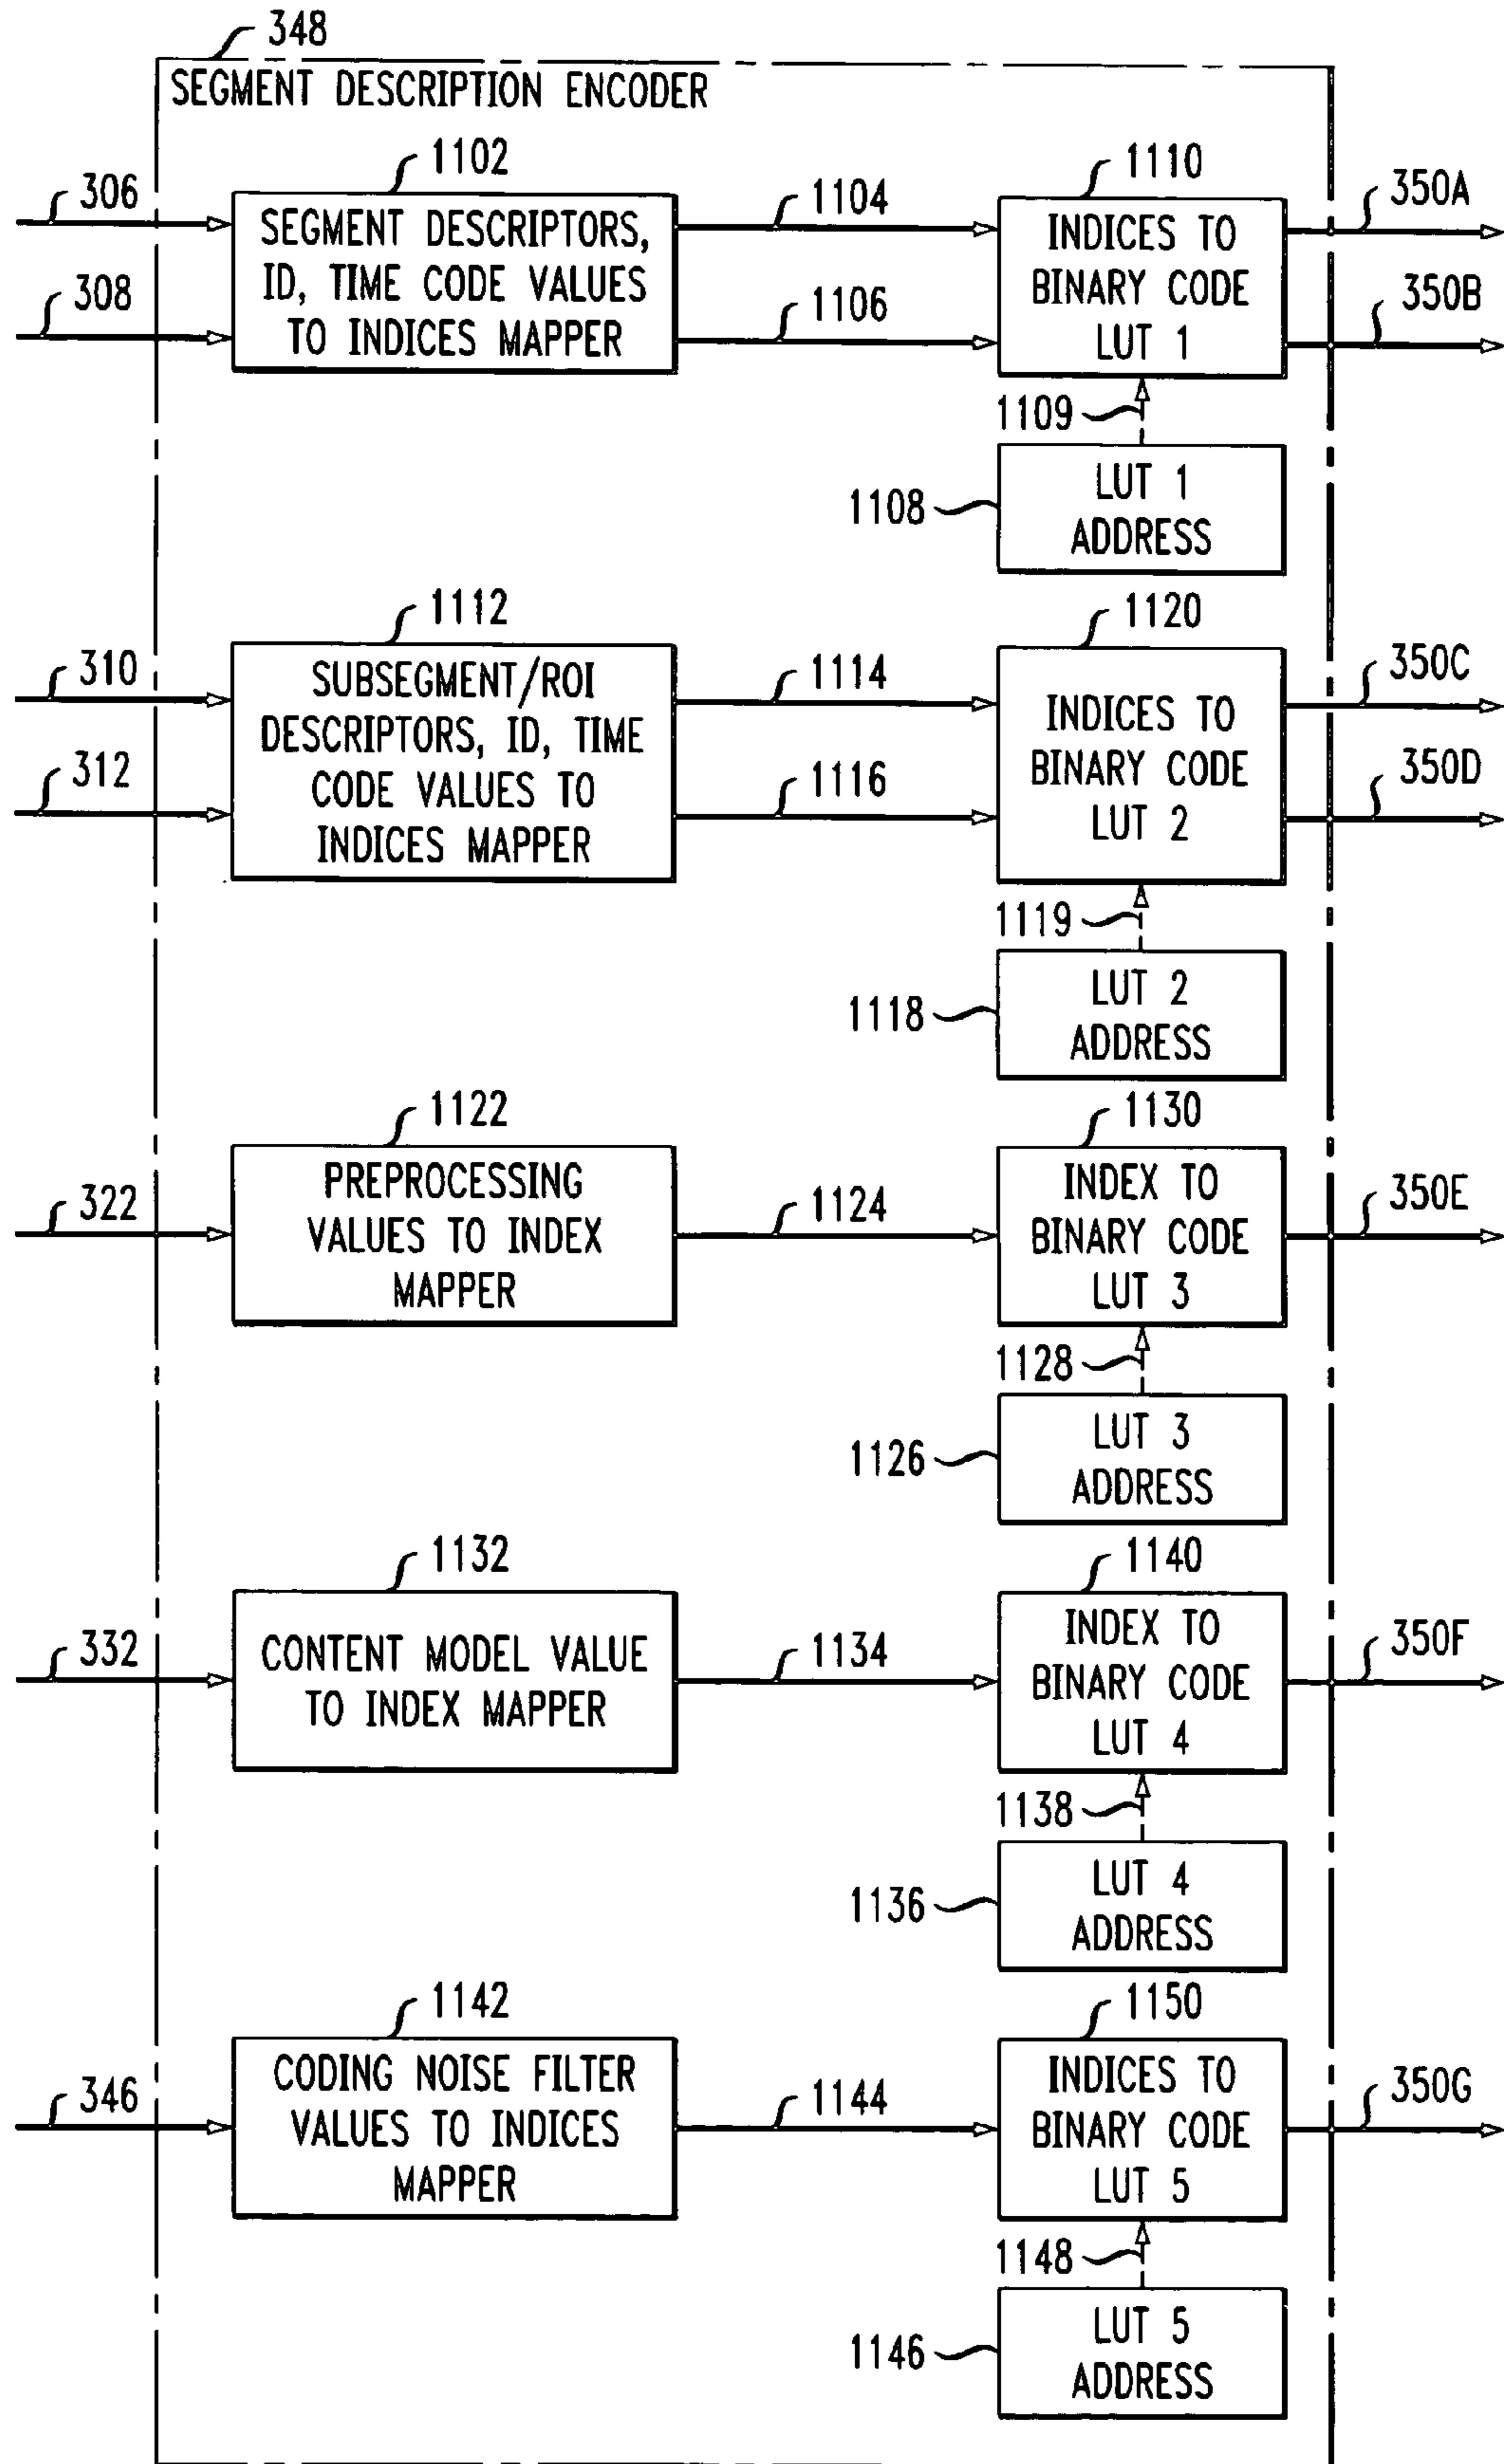 348
SEGMENT DESCRIPTION ENCODER
306
308
1102
SEGMENT DESCRIPTORS,
ID, TIME CODE VALUES
TO INDICES MAPPER
1104
1106
1110
INDICES TO
BINARY CODE
LUT 1
350A
350B
1109
1108
LUT 1
ADDRESS
310
312
1112
SUBSEGMENT/ROI
DESCRIPTORS, ID, TIME
CODE VALUES TO
INDICES MAPPER
1114
1116
1120
INDICES TO
BINARY CODE
LUT 2
350C
350D
1119
1118
LUT 2
ADDRESS
322
1122
PREPROCESSING
VALUES TO INDEX
MAPPER
1124
1130
INDEX TO
BINARY CODE
LUT 3
350E
1128
1126
LUT 3
ADDRESS
332
1132
CONTENT MODEL VALUE
TO INDEX MAPPER
1134
1140
INDEX TO
BINARY CODE
LUT 4
350F
1138
1136
LUT 4
ADDRESS
346
1142
CODING NOISE FILTER
VALUES TO INDICES
MAPPER
1144
1150
INDICES TO
BINARY CODE
LUT 5
350G
1148
1146
LUT 5
ADDRESS